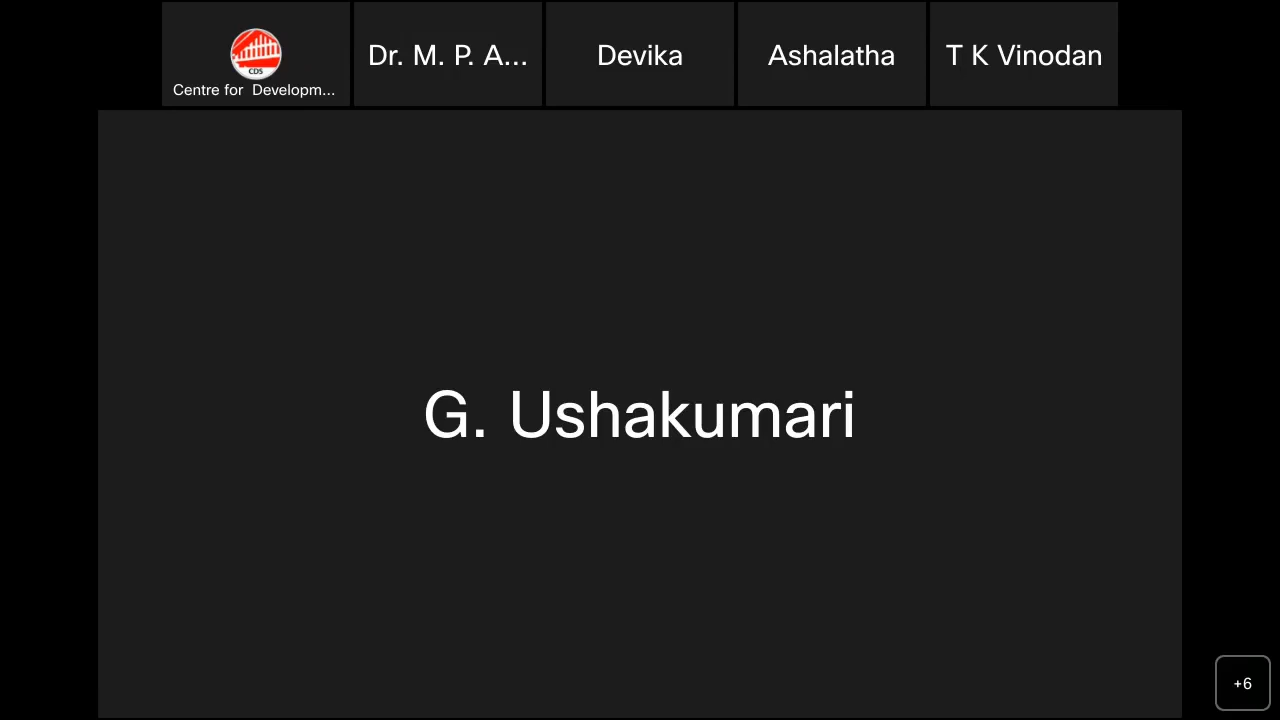 CDS
Centre for Developm...
Dr. M. P. A...
Devika
Ashalatha
T K Vinodan
G. Ushakumari
+6